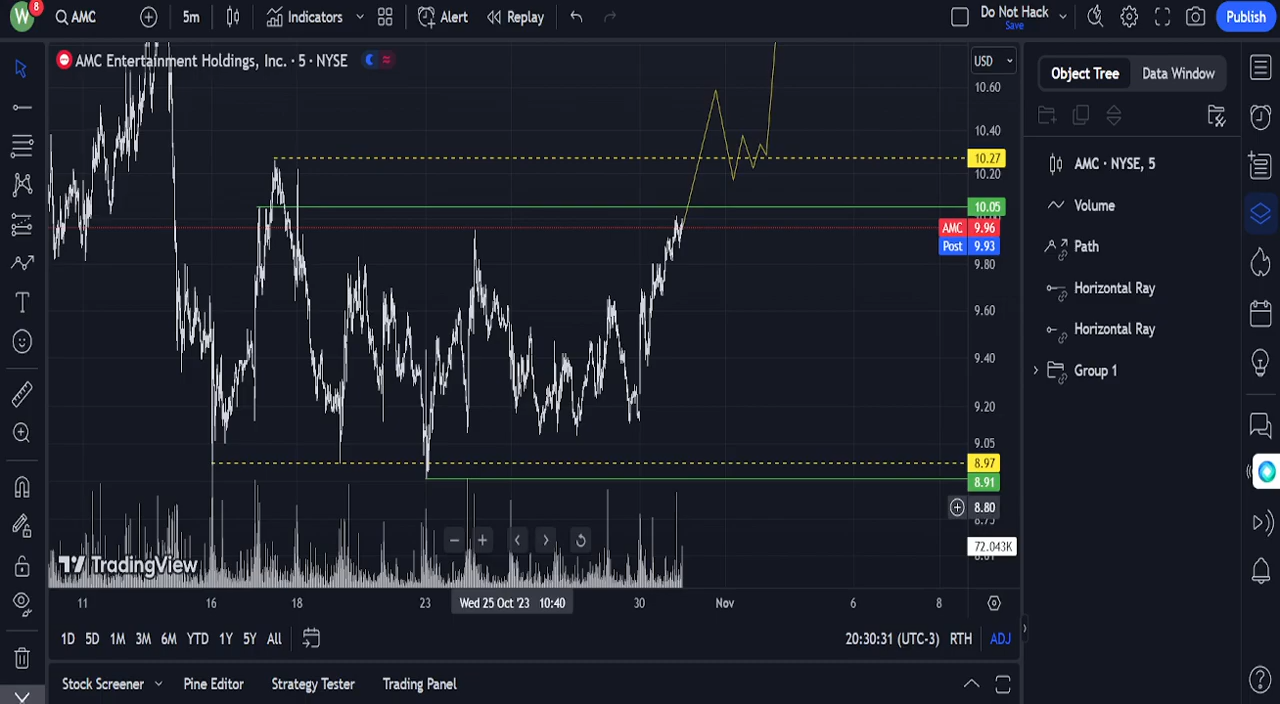 W
8
AMC
5m
Indicators
Alert
Replay
Do Not Hack
Save
Publish
AMC Entertainment Holdings, Inc. · 5 · NYSE
USD
10.60
10.40
10.27
10.20
10.05
AMC 9.96
Post 9.93
9.80
9.60
9.40
9.20
9.05
8.97
8.91
8.80
72.043K
TradingView
11
16
18
23
Wed 25 Oct '23 10:40
30
Nov
6
8
1D 5D 1M 3M 6M YTD 1Y 5Y All
20:30:31 (UTC-3) RTH ADJ
Stock Screener
Pine Editor
Strategy Tester
Trading Panel
Object Tree
Data Window
AMC · NYSE, 5
Volume
Path
Horizontal Ray
Horizontal Ray
Group 1